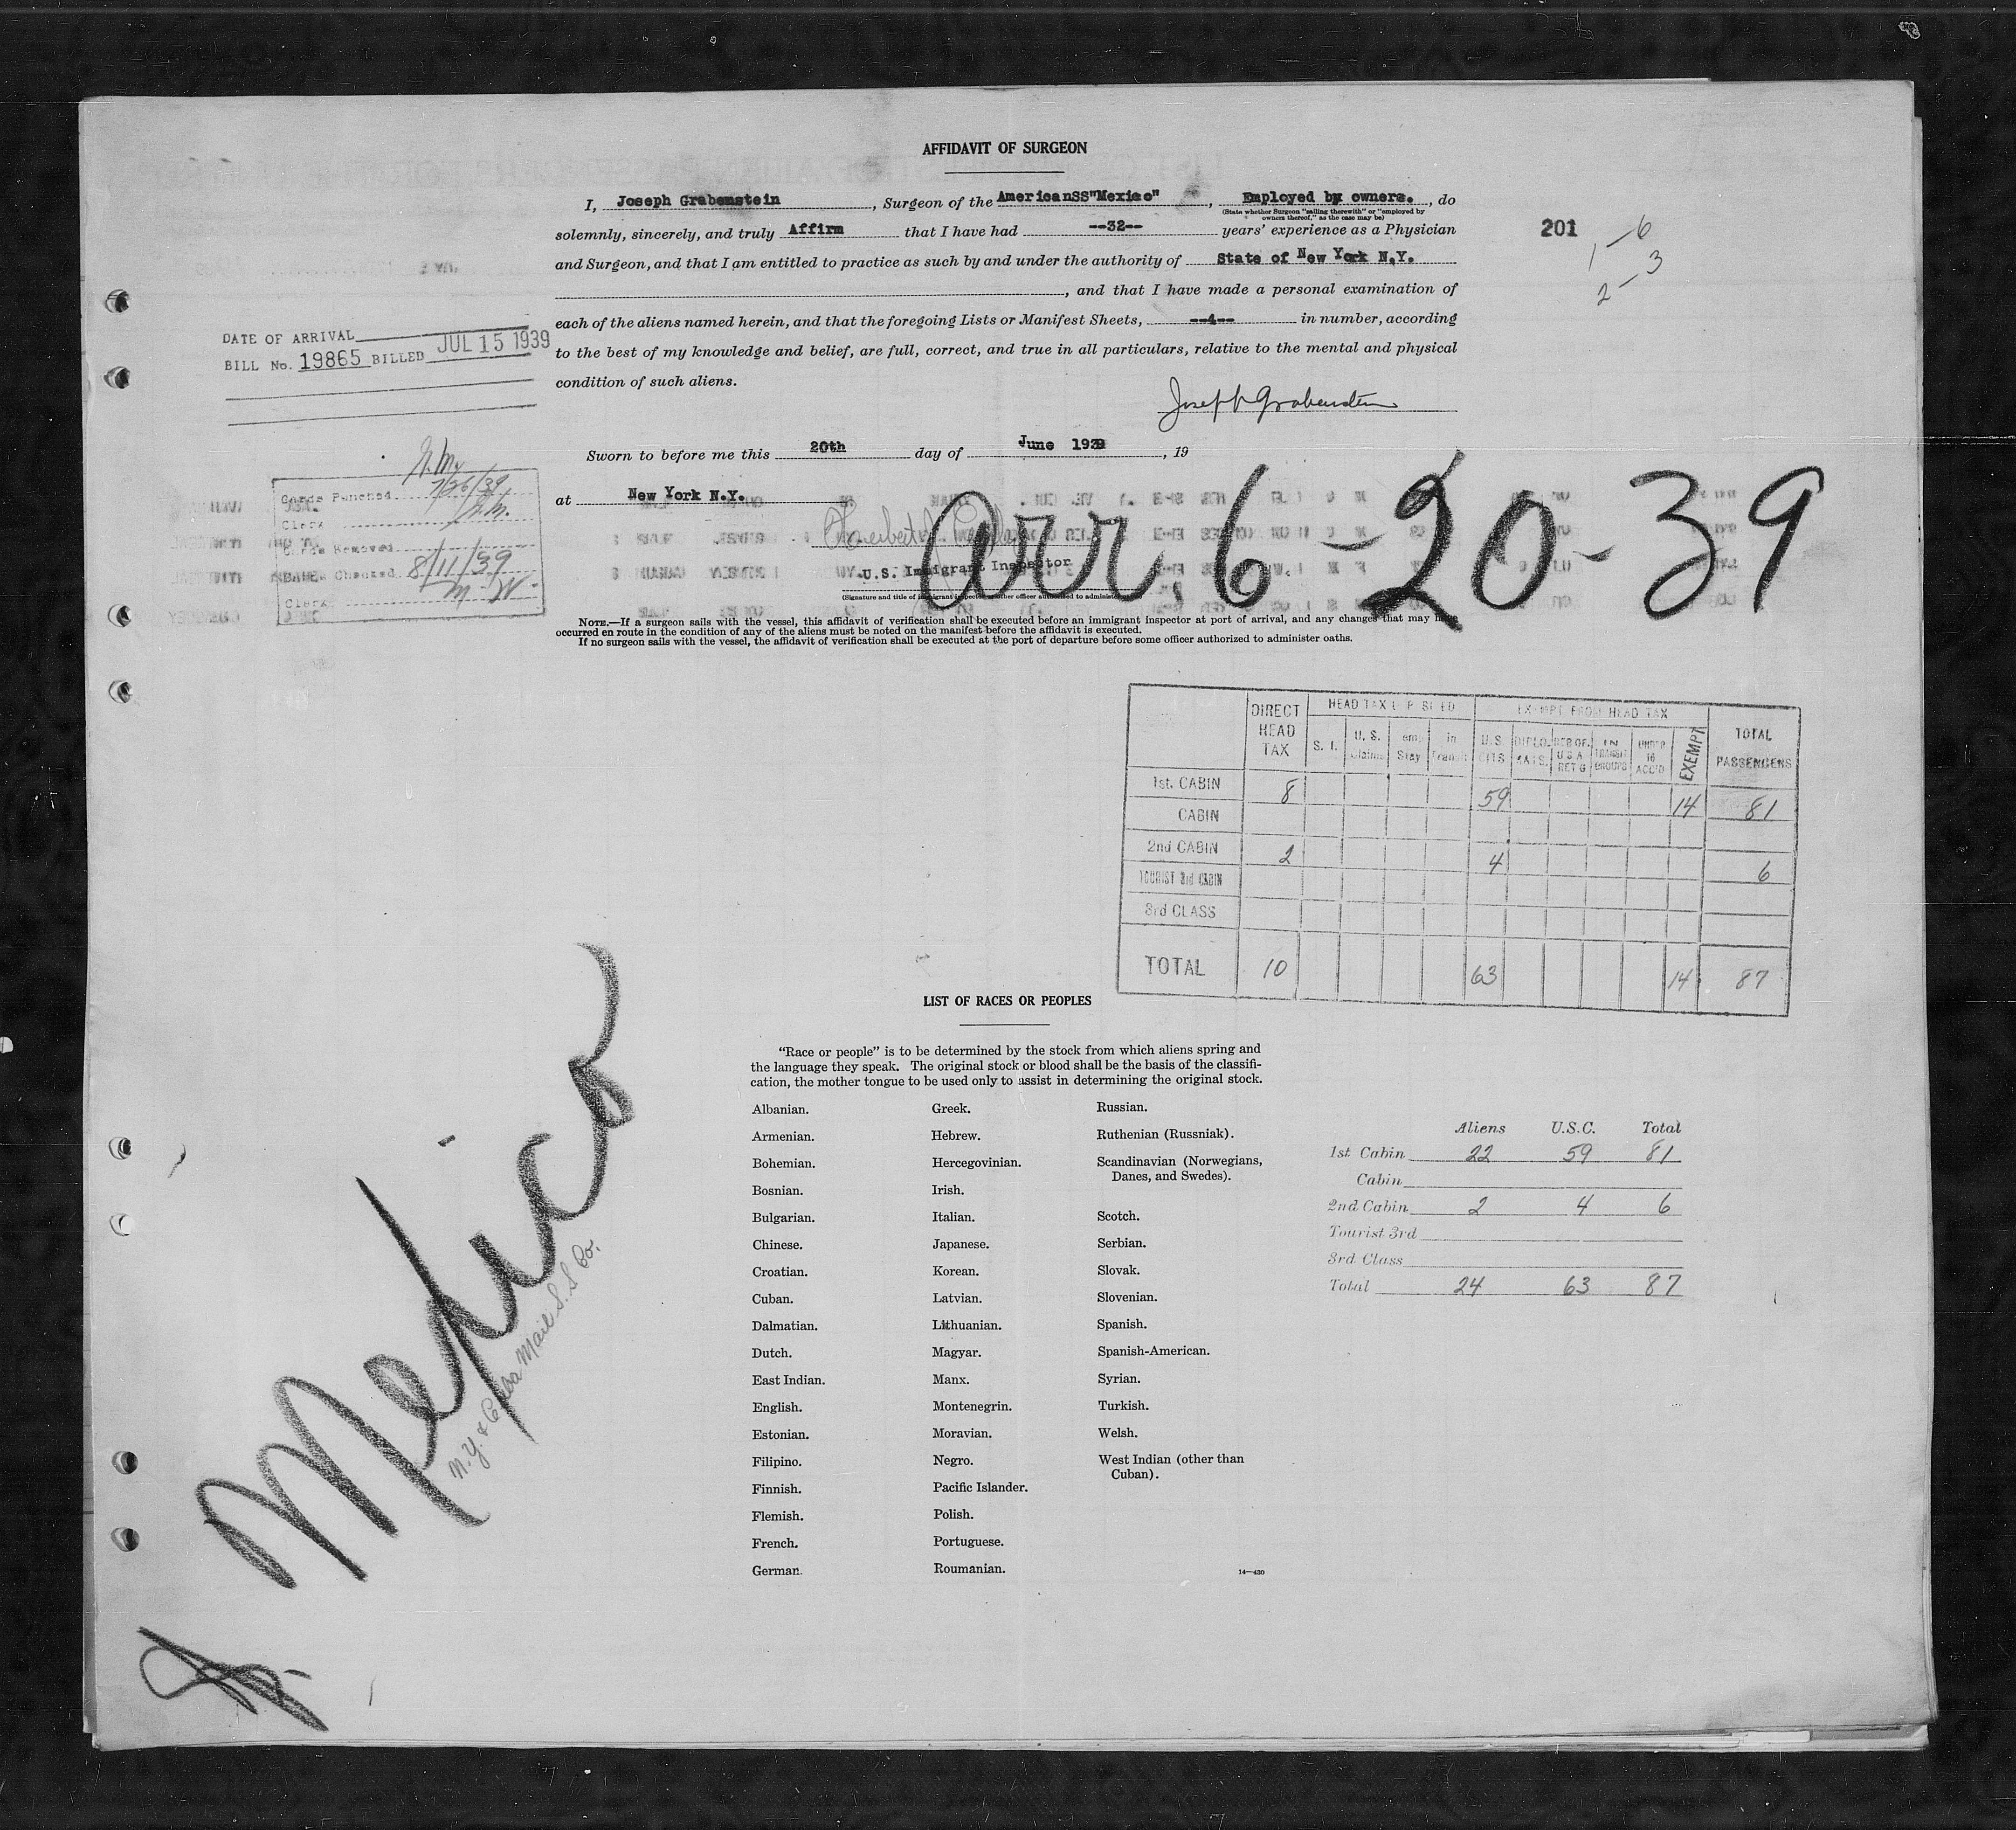 AFFIDAVIT OF SURGEON
I, Joseph Grabenstein, Surgeon of the AmericanSS"Mexico", Employed by owners., do
(State whether Surgeon "sailing therewith" or "employed by
owners thereof," as the case may be)
solemnly, sincerely, and truly Affirm that I have had --32-- years' experience as a Physician
and Surgeon, and that I am entitled to practice as such by and under the authority of State of New York N.Y.
, and that I have made a personal examination of
each of the aliens named herein, and that the foregoing Lists or Manifest Sheets, --4-- in number, according
to the best of my knowledge and belief, are full, correct, and true in all particulars, relative to the mental and physical
condition of such aliens.
Joseph Grabenstein
Sworn to before me this 20th day of June 1939, 19
at New York N.Y.
U.S. Immigrant Inspector
201
1 - 6
2 - 3
DATE OF ARRIVAL
BILL No. 19865 BILLED JUL 15 1939
Cards Punched 7/26/39
Clerk
Cards Removed
Checked 8/11/39
Clerk M W
arr. 6-20-39
NOTE.—If a surgeon sails with the vessel, this affidavit of verification shall be executed before an immigrant inspector at port of arrival, and any changes that may have
occurred en route in the condition of any of the aliens must be noted on the manifest before the affidavit is executed.
If no surgeon sails with the vessel, the affidavit of verification shall be executed at the port of departure before some officer authorized to administer oaths.
DIRECT HEAD TAX HEAD TAX EXEMPT FROM HEAD TAX TOTAL PASSENGERS
S. I. U. S. Claims Stay in Transit U.S. CITS DIPLOMATS. IN TRANSIT GROUPS UNDER 16 ACC'D EXEMPT
1st. CABIN 8 59 14 81
CABIN
2nd CABIN 2 4 6
TOURIST 3rd CABIN
3rd CLASS
TOTAL 10 63 14 87
LIST OF RACES OR PEOPLES
"Race or people" is to be determined by the stock from which aliens spring and
the language they speak. The original stock or blood shall be the basis of the classifi-
cation, the mother tongue to be used only to assist in determining the original stock.
Albanian.
Armenian.
Bohemian.
Bosnian.
Bulgarian.
Chinese.
Croatian.
Cuban.
Dalmatian.
Dutch.
East Indian.
English.
Estonian.
Filipino.
Finnish.
Flemish.
French.
German.
Greek.
Hebrew.
Hercegovinian.
Irish.
Italian.
Japanese.
Korean.
Latvian.
Lithuanian.
Magyar.
Manx.
Montenegrin.
Moravian.
Negro.
Pacific Islander.
Polish.
Portuguese.
Roumanian.
Russian.
Ruthenian (Russniak).
Scandinavian (Norwegians,
Danes, and Swedes).
Scotch.
Serbian.
Slovak.
Slovenian.
Spanish.
Spanish-American.
Syrian.
Turkish.
Welsh.
West Indian (other than
Cuban).
14—430
Aliens U.S.C. Total
1st Cabin 22 59 81
Cabin
2nd Cabin 2 4 6
Tourist 3rd
3rd Class
Total 24 63 87
Mexico
N.Y. & Cuba Mail S.S. Co.